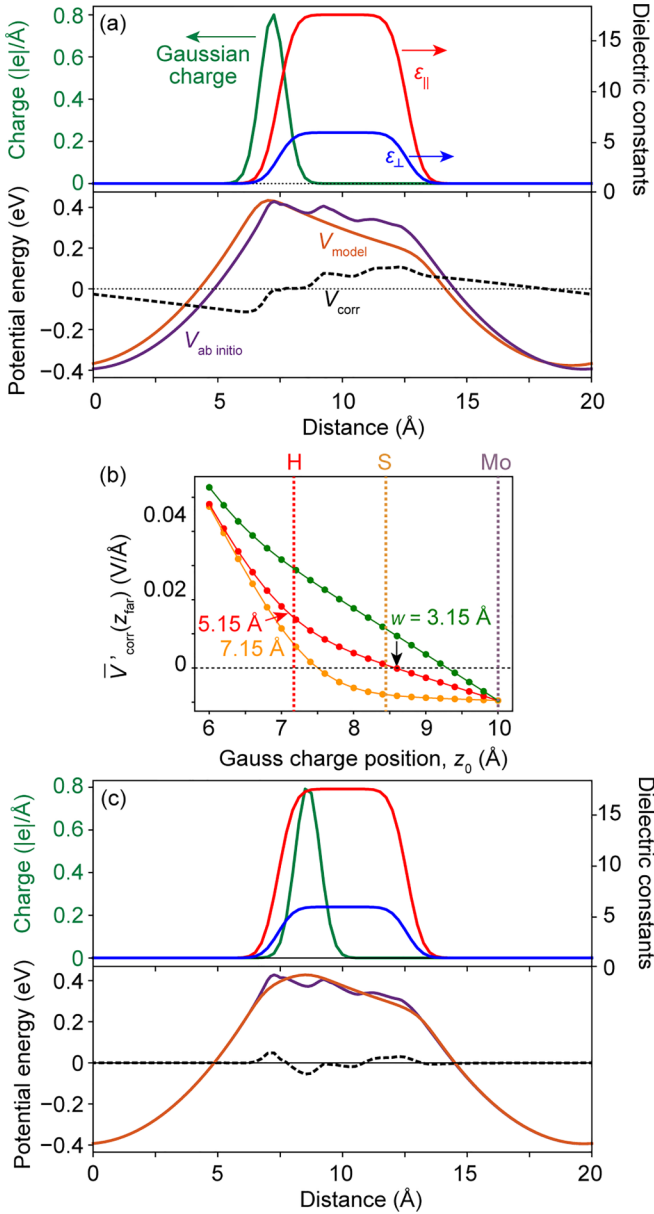 (a)
Charge (|e|/Å)
0.8
0.6
0.4
0.2
0
Gaussian
charge
ε||
ε⊥
15
10
5
0
Dielectric constants
Potential energy (eV)
0.4
0.2
0
−0.2
−0.4
Vmodel
Vcorr
Vab initio
0 5 10 15 20
Distance (Å)
(b)
H S Mo
V̅'corr(zfar) (V/Å)
0.04
0.02
0
5.15 Å
7.15 Å
w = 3.15 Å
6 7 8 9 10
Gauss charge position, z0 (Å)
(c)
Charge (|e|/Å)
0.8
0.6
0.4
0.2
0
15
10
5
0
Dielectric constants
Potential energy (eV)
0.4
0.2
0
−0.2
−0.4
0 5 10 15 20
Distance (Å)